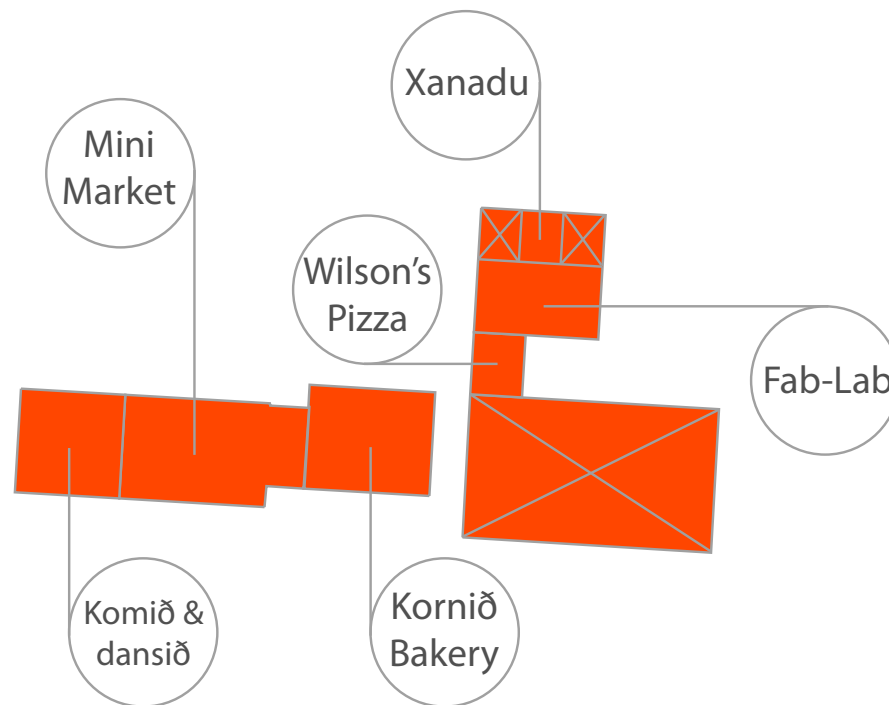 Xanadu
Mini
Market
Wilson's
Pizza
Fab-Lab
Komið &
dansið
Kornið
Bakery